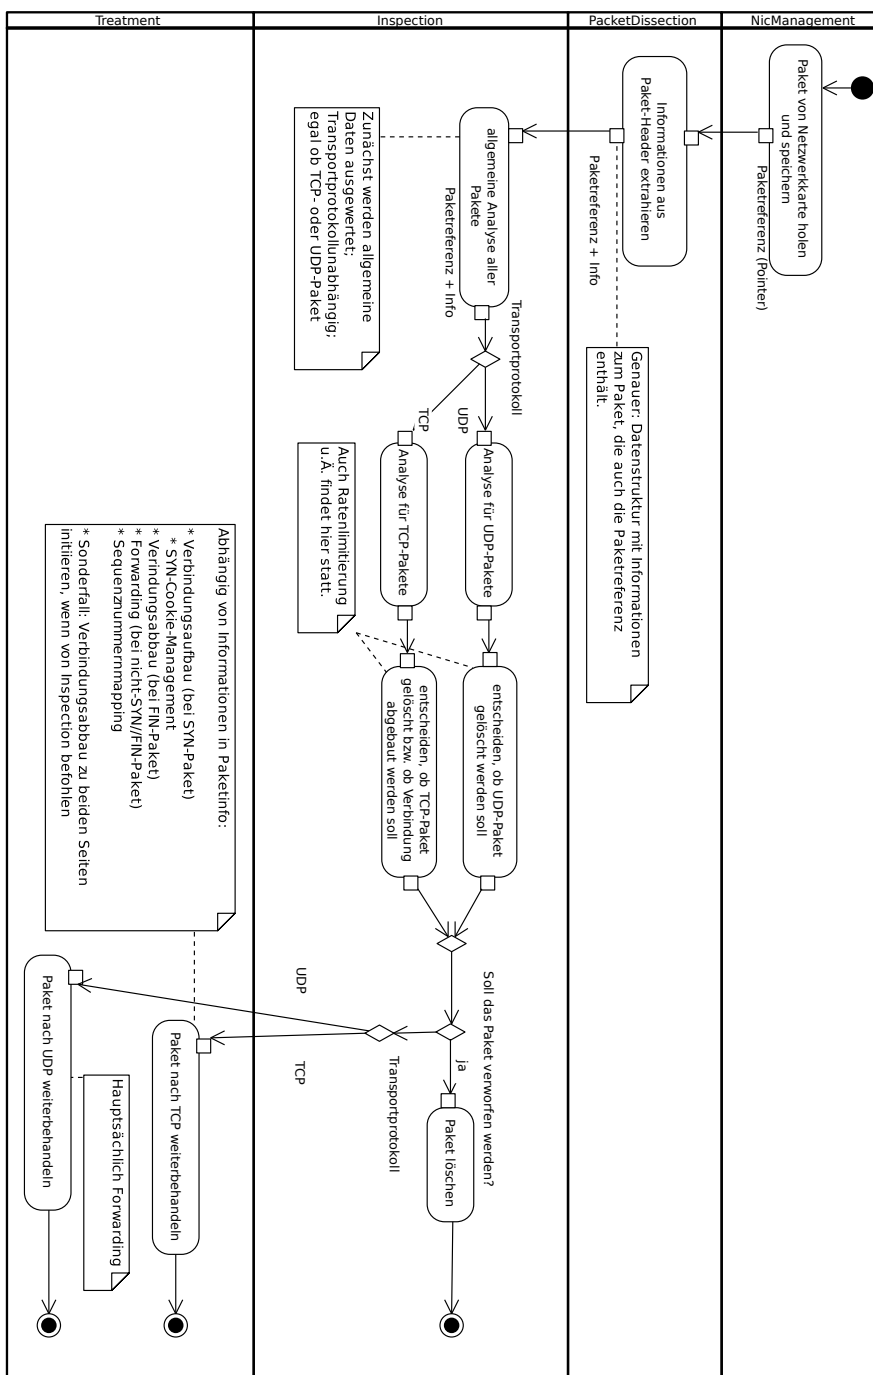 Treatment
Inspection
PacketDissection
NicManagement
Paket von Netzwerkkarte holen
und speichern
Paketreferenz (Pointer)
Informationen aus
Paket-Header extrahieren
Paketreferenz + Info
Genauer: Datenstruktur mit Informationen
zum Paket, die auch die Paketreferenz
enthält.
allgemeine Analyse aller
Pakete
Paketreferenz + Info
Zunächst werden allgemeine
Daten ausgewertet;
Transportprotokollunabhängig;
egal ob TCP- oder UDP-Paket
Transportprotokoll
UDP
TCP
Analyse für UDP-Pakete
Analyse für TCP-Pakete
Auch Ratenlimitierung
u.Ä. findet hier statt.
entscheiden, ob UDP-Paket
gelöscht werden soll
entscheiden, ob TCP-Paket
gelöscht bzw. ob Verbindung
abgebaut werden soll
Soll das Paket verworfen werden?
ja
Paket löschen
Transportprotokoll
UDP
TCP
Abhängig von Informationen in Paketinfo:
* Verbindungsaufbau (bei SYN-Paket)
* SYN-Cookie-Management
* Verindungsabbau (bei FIN-Paket)
* Forwarding (bei nicht-SYN//FIN-Paket)
* Sequenznummernmapping
* Sonderfall: Verbindungsabbau zu beiden Seiten
initiieren, wenn von Inspection befohlen
Paket nach TCP weiterbehandeln
Hauptsächlich Forwarding
Paket nach UDP weiterbehandeln